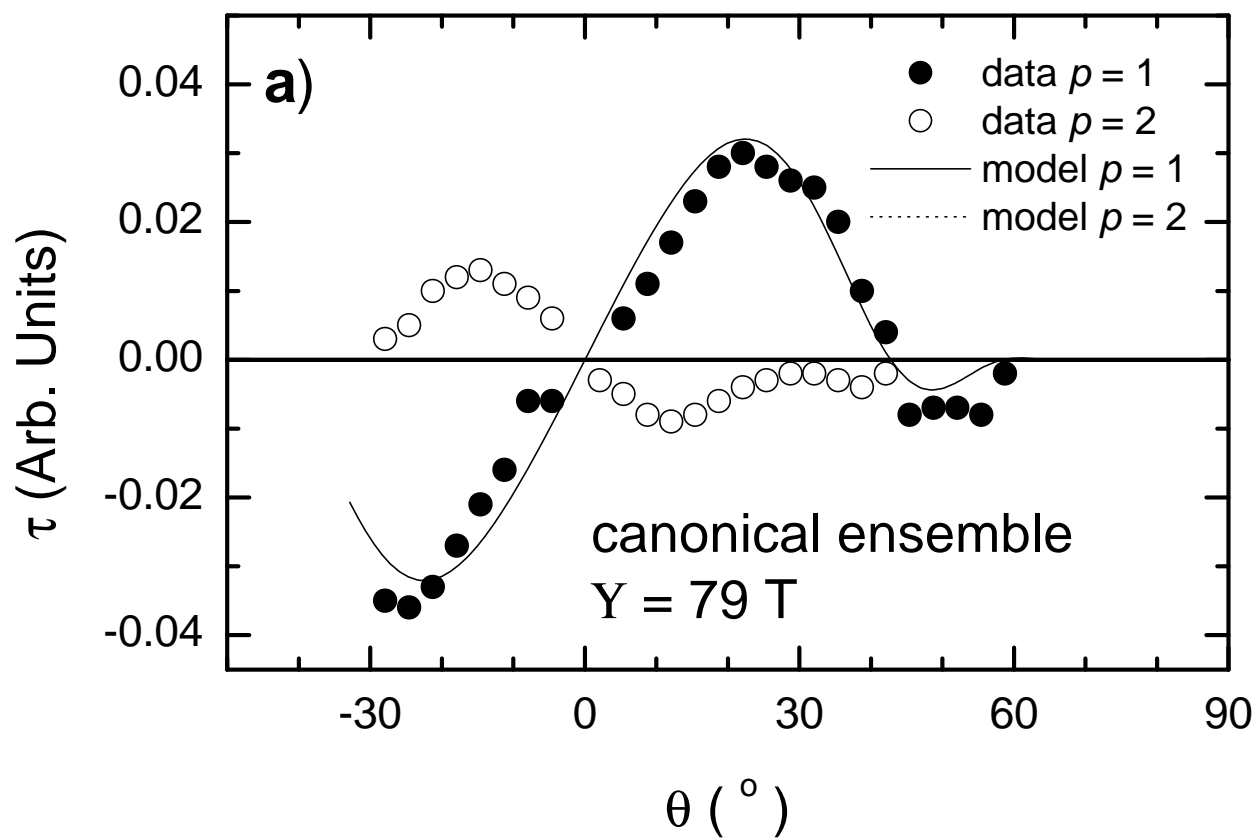 a)
data p = 1
data p = 2
model p = 1
model p = 2
0.04
0.02
0.00
-0.02
-0.04
τ (Arb. Units)
canonical ensemble
Υ = 79 T
-30 0 30 60 90
θ ( º )